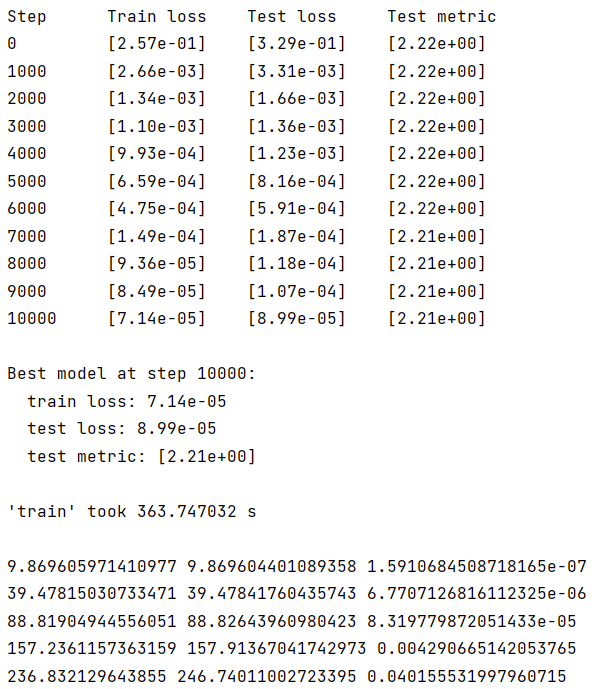 Step Train loss Test loss Test metric
0 [2.57e-01] [3.29e-01] [2.22e+00]
1000 [2.66e-03] [3.31e-03] [2.22e+00]
2000 [1.34e-03] [1.66e-03] [2.22e+00]
3000 [1.10e-03] [1.36e-03] [2.22e+00]
4000 [9.93e-04] [1.23e-03] [2.22e+00]
5000 [6.59e-04] [8.16e-04] [2.22e+00]
6000 [4.75e-04] [5.91e-04] [2.22e+00]
7000 [1.49e-04] [1.87e-04] [2.21e+00]
8000 [9.36e-05] [1.18e-04] [2.21e+00]
9000 [8.49e-05] [1.07e-04] [2.21e+00]
10000 [7.14e-05] [8.99e-05] [2.21e+00]
Best model at step 10000:
train loss: 7.14e-05
test loss: 8.99e-05
test metric: [2.21e+00]
'train' took 363.747032 s
9.869605971410977 9.869604401089358 1.5910684508718165e-07
39.47815030733471 39.47841760435743 6.7707126816112325e-06
88.81904944556051 88.82643960980423 8.319779872051433e-05
157.2361157363159 157.91367041742973 0.004290665142053765
236.832129643855 246.74011002723395 0.040155531997960715